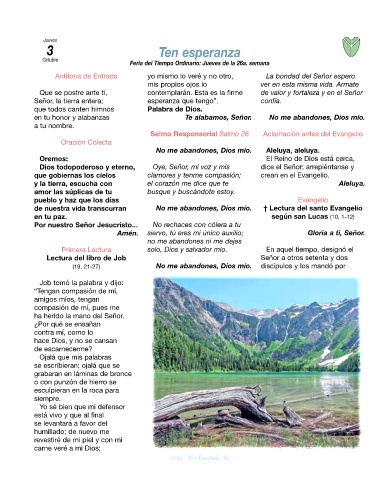 Jueves
3
Octubre
Ten esperanza
Feria del Tiempo Ordinario: Jueves de la 26a. semana
Antífona de Entrada
Que se postre ante ti,
Señor, la tierra entera;
que todos canten himnos
en tu honor y alabanzas
a tu nombre.
Oración Colecta
Oremos:
Dios todopoderoso y eterno,
que gobiernas los cielos
y la tierra, escucha con
amor las súplicas de tu
pueblo y haz que los días
de nuestra vida transcurran
en tu paz.
Por nuestro Señor Jesucristo...
Amén.
Primera Lectura
Lectura del libro de Job
(19, 21-27)
Job tomó la palabra y dijo:
"Tengan compasión de mí,
amigos míos, tengan
compasión de mí, pues me
ha herido la mano del Señor.
¿Por qué se ensañan
contra mí, como lo
hace Dios, y no se cansan
de escarnecerme?
Ojalá que mis palabras
se escribieran; ojalá que se
grabaran en láminas de bronce
o con punzón de hierro se
esculpieran en la roca para
siempre.
Yo sé bien que mi defensor
está vivo y que al final
se levantará a favor del
humillado; de nuevo me
revestiré de mi piel y con mi
carne veré a mi Dios;
yo mismo lo veré y no otro,
mis propios ojos lo
contemplarán. Esta es la firme
esperanza que tengo".
Palabra de Dios.
Te alabamos, Señor.
Salmo Responsorial Salmo 26
No me abandones, Dios mío.
Oye, Señor, mi voz y mis
clamores y tenme compasión;
el corazón me dice que te
busque y buscándote estoy.
No me abandones, Dios mío.
No rechaces con cólera a tu
siervo, tú eres mi único auxilio;
no me abandones ni me dejes
solo, Dios y salvador mío.
No me abandones, Dios mío.
La bondad del Señor espero
ver en esta misma vida. Ármate
de valor y fortaleza y en el Señor
confía.
No me abandones, Dios mío.
Aclamación antes del Evangelio
Aleluya, aleluya.
El Reino de Dios está cerca,
dice el Señor; arrepiéntanse y
crean en el Evangelio.
Aleluya.
Evangelio
† Lectura del santo Evangelio
según san Lucas (10, 1-12)
Gloria a ti, Señor.
En aquel tiempo, designó el
Señor a otros setenta y dos
discípulos y los mandó por